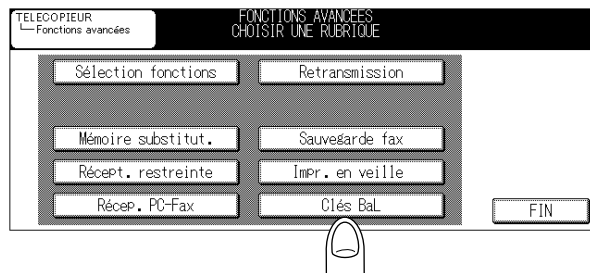 TELECOPIEUR
Fonctions avancées
FONCTIONS AVANCEES
CHOISIR UNE RUBRIQUE
Sélection fonctions
Retransmission
Mémoire substitut.
Sauvegarde fax
Récept. restreinte
Impr. en veille
Récep. PC-Fax
Clés BaL
FIN